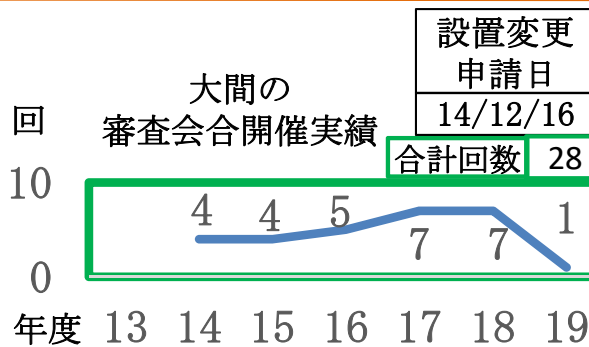 設置変更
申請日
14/12/16
合計回数 28
大間の
審査会合開催実績
回
10
4 4 5 7 7 1
0
年度 13 14 15 16 17 18 19